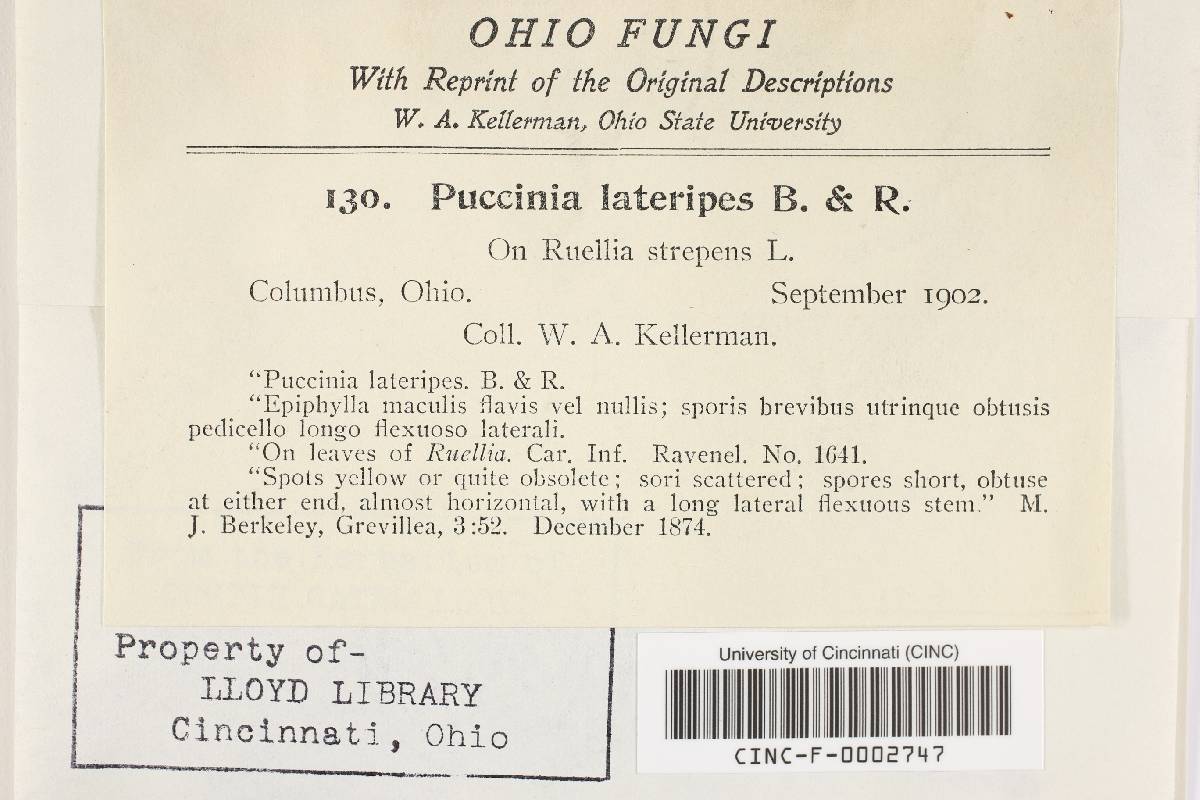 OHIO FUNGI
With Reprint of the Original Descriptions
W. A. Kellerman, Ohio State University
130. Puccinia lateripes B. & R.
On Ruellia strepens L.
Columbus, Ohio. September 1902.
Coll. W. A. Kellerman.
“Puccinia lateripes. B. & R.
“Epiphylla maculis flavis vel nullis; sporis brevibus utrinque obtusis
pedicello longo flexuoso laterali.
“On leaves of Ruellia. Car. Inf. Ravenel. No. 1641.
“Spots yellow or quite obsolete; sori scattered; spores short, obtuse
at either end, almost horizontal, with a long lateral flexuous stem.” M.
J. Berkeley, Grevillea, 3:52. December 1874.
Property of-
LLOYD LIBRARY
Cincinnati, Ohio
University of Cincinnati (CINC)
CINC-F-0002747